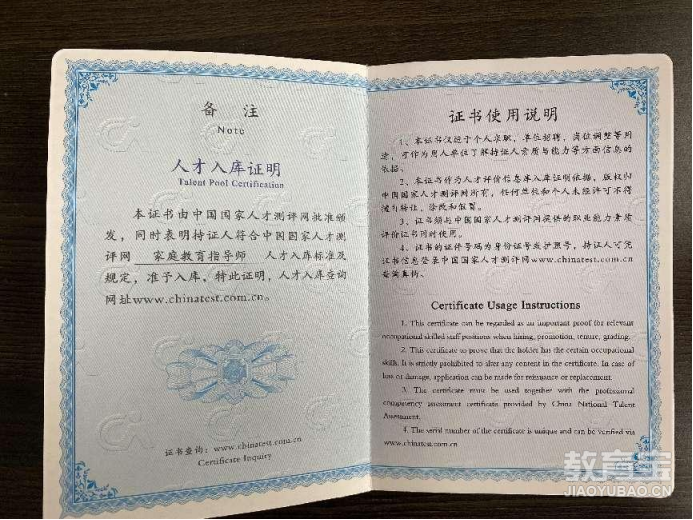 备 注
Note
人才入库证明
Talent Pool Certification
本证书由中国国家人才测评网批准颁
发，同时表明持证人符合中国国家人才测
评网 家庭教育指导师 人才入库标准及
规定，准予入库。特此证明，人才入库查询
网址www.chinatest.com.cn。
证书查询：www.chinatest.com.cn
Certificate Inquiry
证书使用说明
1、本证书仅适于个人求职、单位招聘、岗位调整等用
途，可作为用人单位了解持证人素质与能力等方面信息的
依据。
2、本证书作为人才评价信息库入库证明依据，版权归
中国国家人才测评网所有，任何单位和个人未经许可不得
擅自转让、涂改和假冒。
3、证书须与中国国家人才测评网提供的职业能力素质
评价证书同时使用。
4、证书的证件号码为身份证号或护照号，持证人可凭
证书信息登录中国国家人才测评网www.chinatest.com.cn
查询真伪。
Certificate Usage Instructions
1. This certificate can be regarded as an important proof for relevant
occupational skilled staff positions when hiring, promotion, tenure, grading.
2. This certificate to prove that the holder has the certain occupational
skill. It is strictly prohibited to alter any content in the certificate. In case of
loss or damage, application can be made for reissuance or replacement.
3. The certificate must be used together with the professional
competency assessment certificate provided by China National Talent
Assessment.
4. The serial number of the certificate is unique and can be verified via
www.chinatest.com.cn
教育宝
JIAOYUBAO.CN